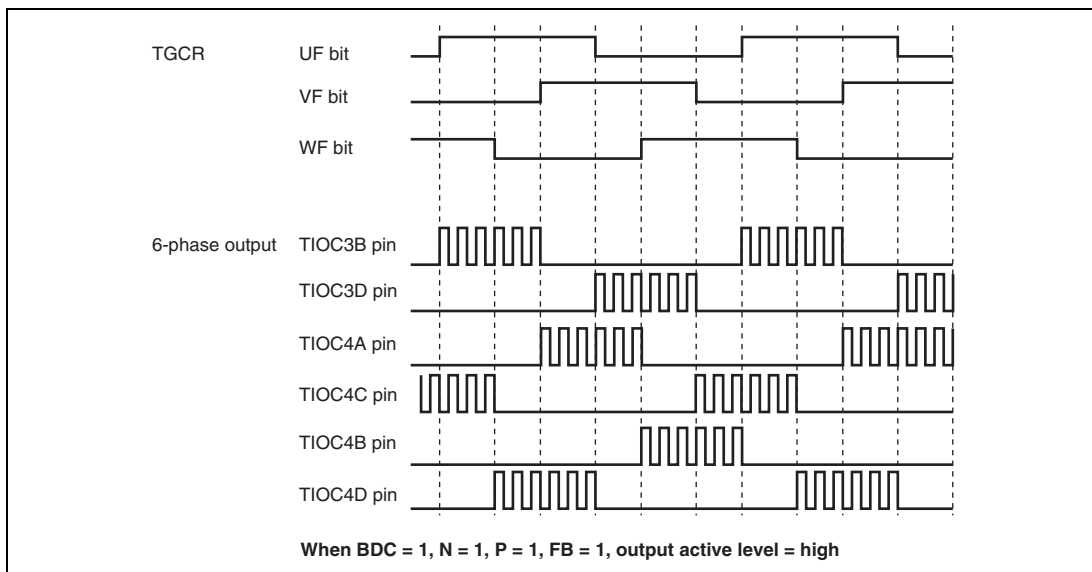 TGCR UF bit
VF bit
WF bit
6-phase output TIOC3B pin
TIOC3D pin
TIOC4A pin
TIOC4C pin
TIOC4B pin
TIOC4D pin
When BDC = 1, N = 1, P = 1, FB = 1, output active level = high